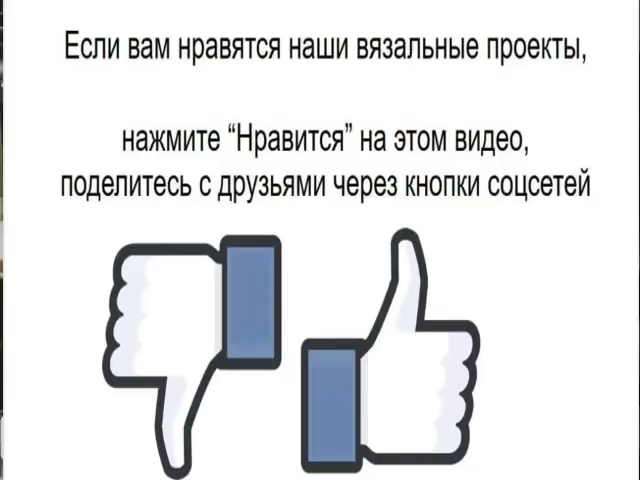 Если вам нравятся наши вязальные проекты,
нажмите “Нравится” на этом видео,
поделитесь с друзьями через кнопки соцсетей